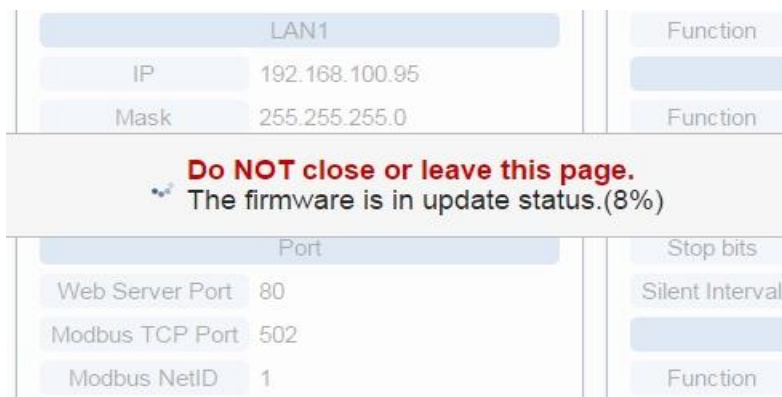 LAN1
Function
IP 192.168.100.95
Mask 255.255.255.0
Function
Do NOT close or leave this page.
The firmware is in update status.(8%)
Port
Stop bits
Web Server Port 80
Silent Interval
Modbus TCP Port 502
Modbus NetID 1
Function